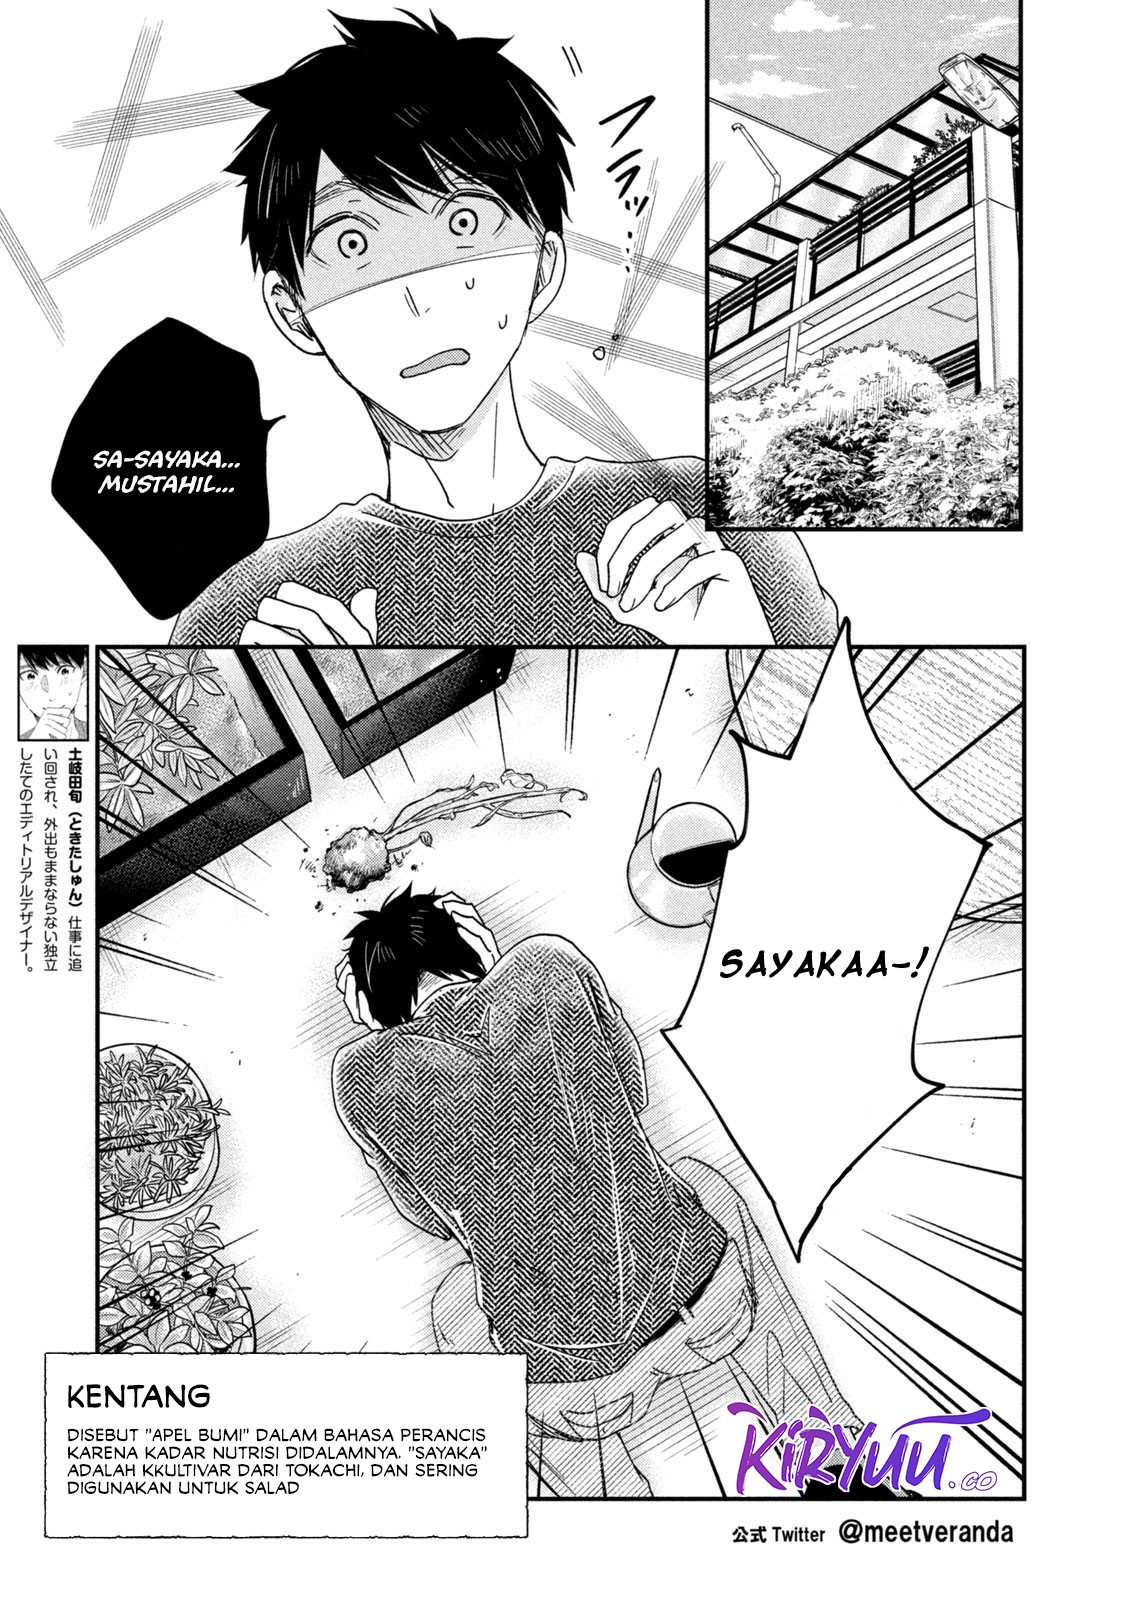 SA-SAYAKA...
MUSTAHIL...
SAYAKAA-!
土岐田旬(ときたしゅん) 仕事に追
い回され、外出もままならない独立
したてのエディトリアルデザイナー。
KENTANG
DISEBUT "APEL BUMI" DALAM BAHASA PERANCIS
KARENA KADAR NUTRISI DIDALAMNYA. "SAYAKA"
ADALAH KKULTIVAR DARI TOKACHI, DAN SERING
DIGUNAKAN UNTUK SALAD
KIRYUU.CO
公式 Twitter @meetveranda